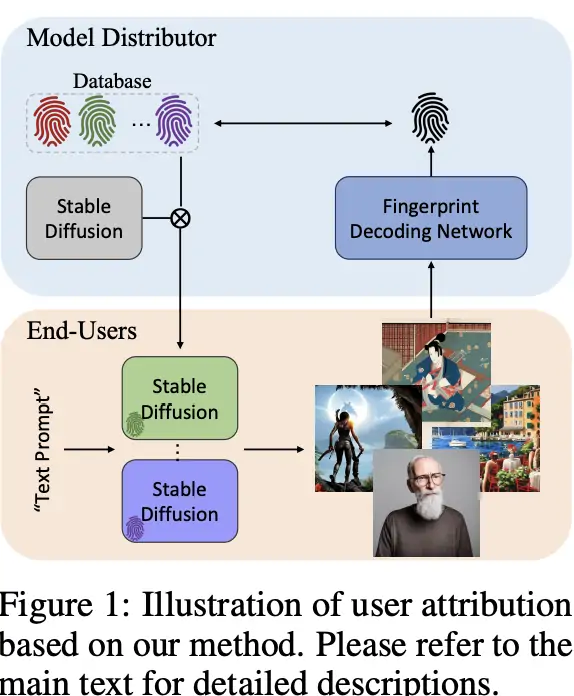 Model Distributor
Database
...
Stable
Diffusion
Fingerprint
Decoding Network
End-Users
"Text Prompt"
Stable
Diffusion
⋮
Stable
Diffusion
Figure 1: Illustration of user attribution
based on our method. Please refer to the
main text for detailed descriptions.